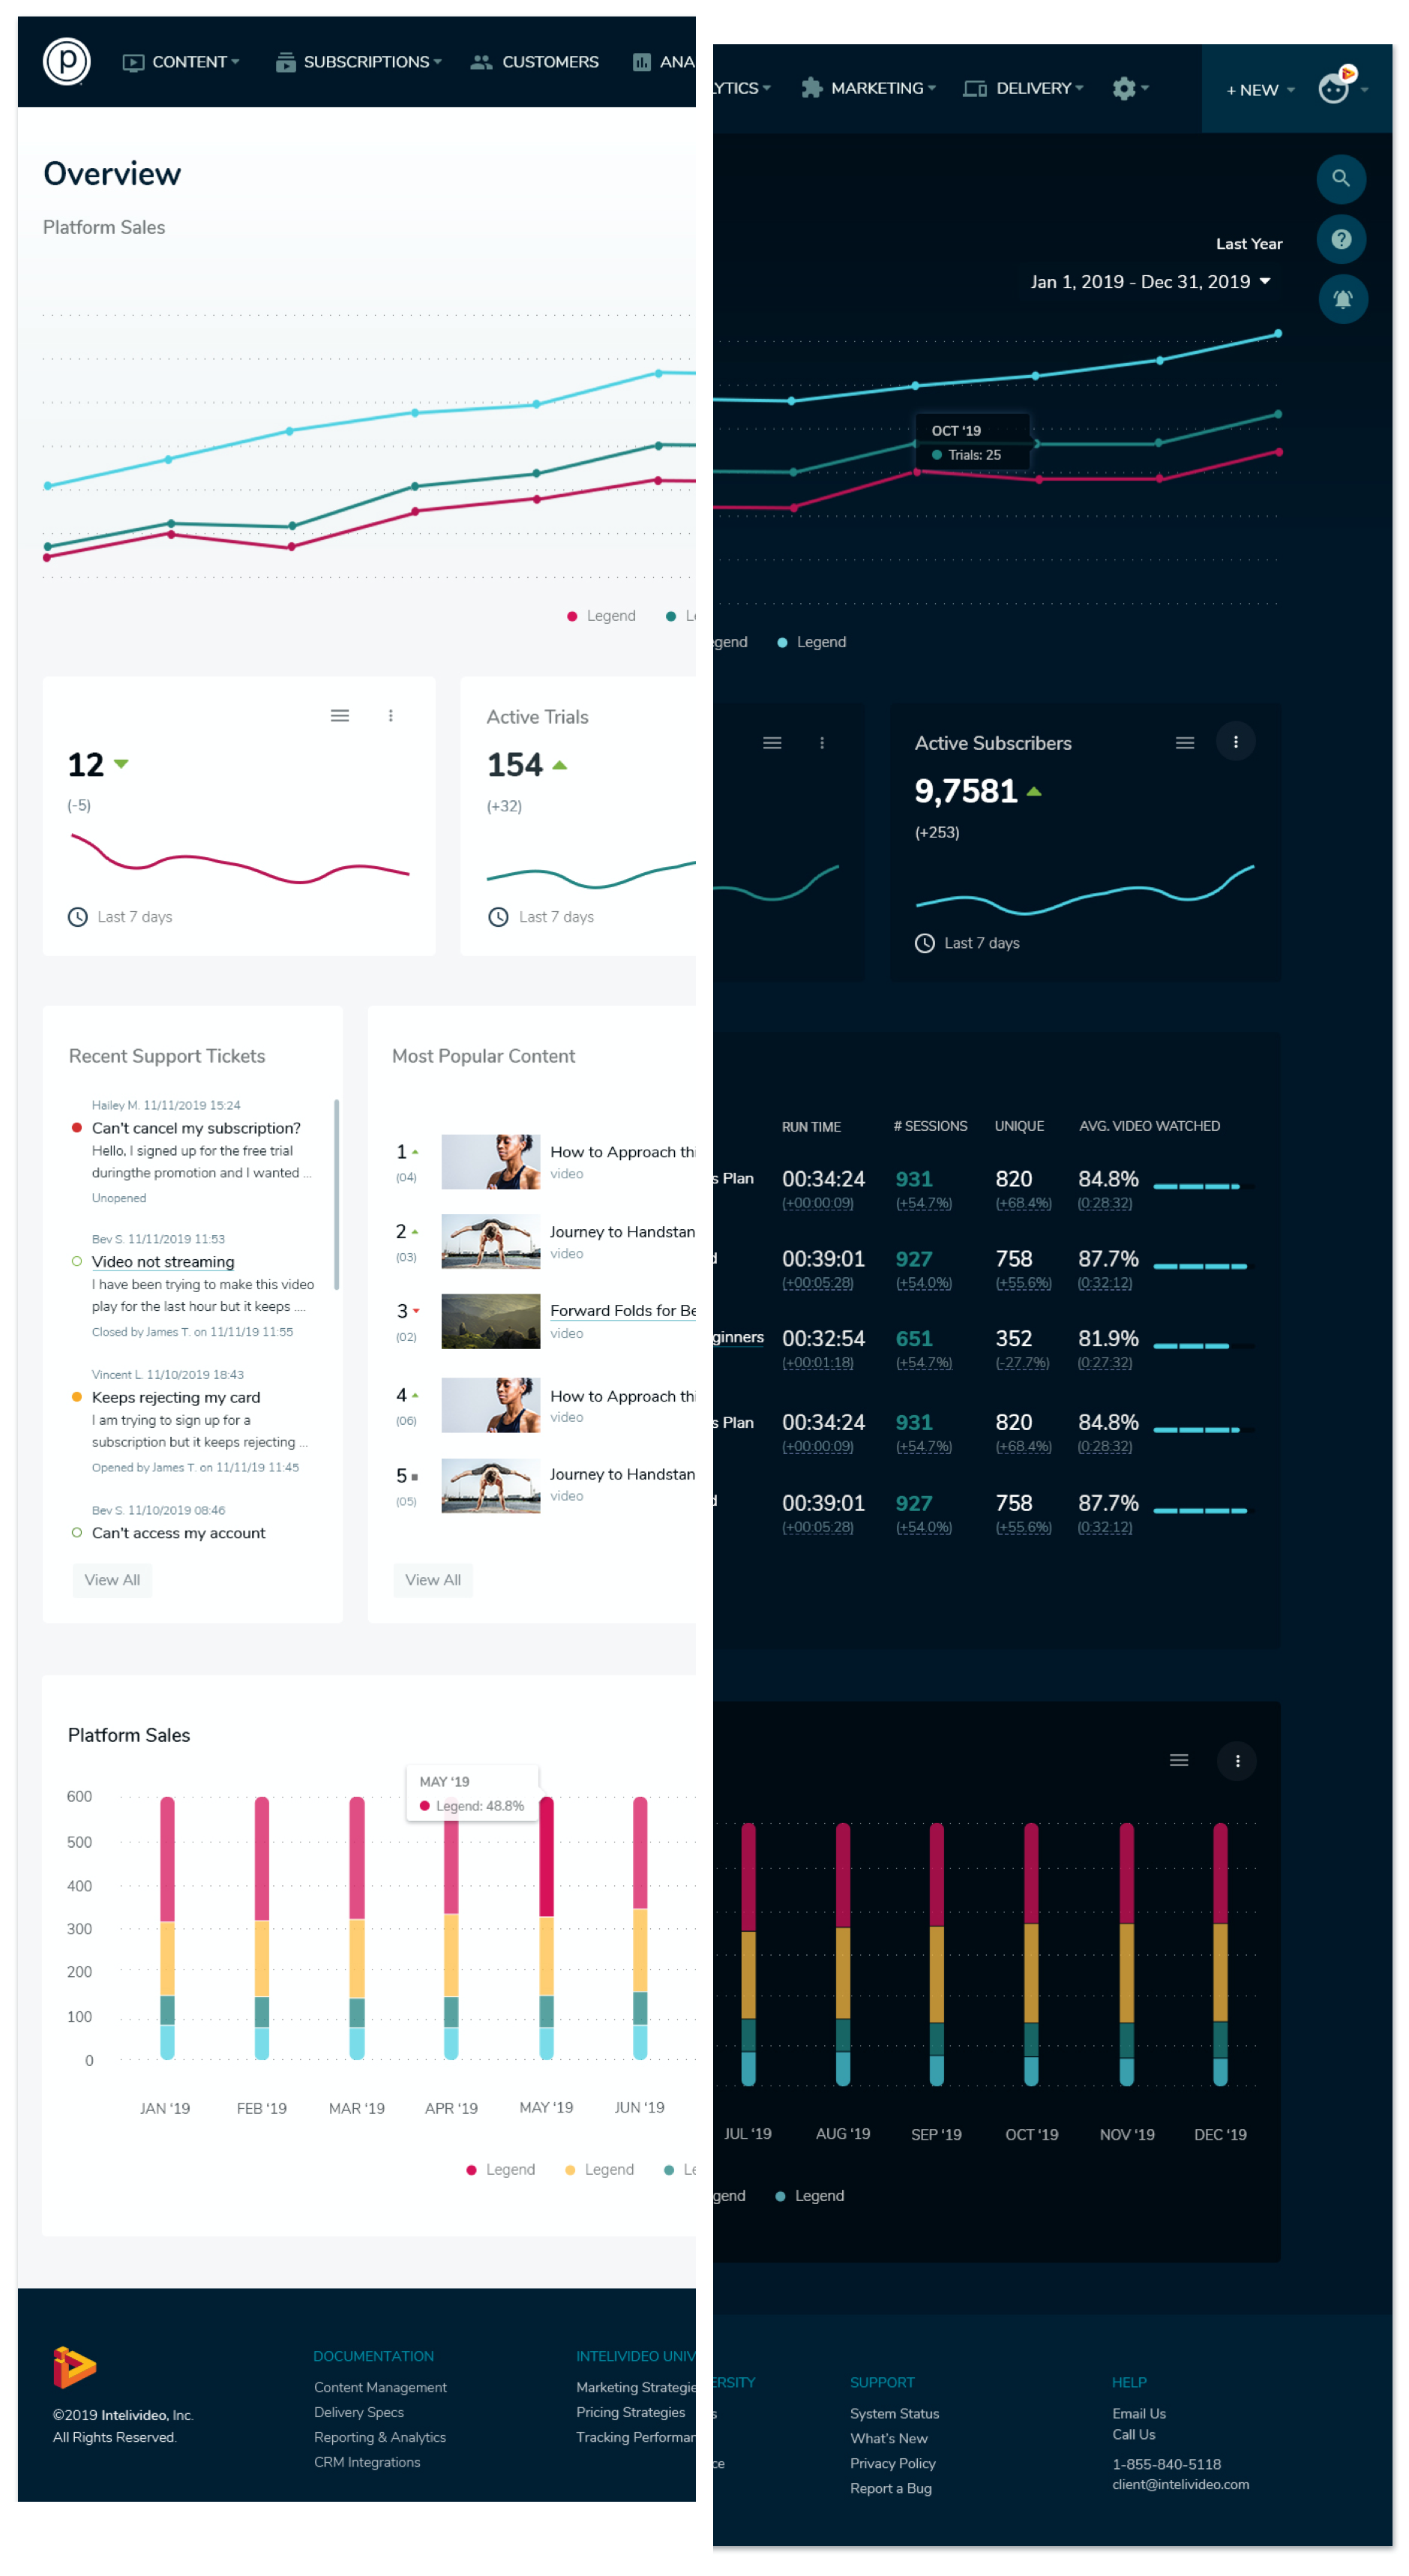 p
CONTENT
SUBSCRIPTIONS
CUSTOMERS
ANA
LYTICS
MARKETING
DELIVERY
+ NEW
Overview
Platform Sales
Last Year
Jan 1, 2019 - Dec 31, 2019
OCT '19
Trials: 25
Legend
Le
gend
Legend
12
(-5)
Last 7 days
Active Trials
154
(+32)
Last 7 days
Active Subscribers
9,7581
(+253)
Last 7 days
Recent Support Tickets
Hailey M. 11/11/2019 15:24
Can't cancel my subscription?
Hello, I signed up for the free trial
duringthe promotion and I wanted ...
Unopened
Bev S. 11/11/2019 11:53
Video not streaming
I have been trying to make this video
play for the last hour but it keeps ....
Closed by James T. on 11/11/19 11:55
Vincent L. 11/10/2019 18:43
Keeps rejecting my card
I am trying to sign up for a
subscription but it keeps rejecting ...
Opened by James T. on 11/11/19 11:45
Bev S. 11/10/2019 08:46
Can't access my account
View All
Most Popular Content
RUN TIME # SESSIONS UNIQUE AVG. VIDEO WATCHED
1 How to Approach thi s Plan 00:34:24 931 820 84.8%
(04) video (+00:00:09) (+54.7%) (+68.4%) (0:28:32)
2 Journey to Handstan d 00:39:01 927 758 87.7%
(03) video (+00:05:28) (+54.0%) (+55.6%) (0:32:12)
3 Forward Folds for Be ginners 00:32:54 651 352 81.9%
(02) video (+00:01:18) (+54.7%) (-27.7%) (0:27:32)
4 How to Approach thi s Plan 00:34:24 931 820 84.8%
(06) video (+00:00:09) (+54.7%) (+68.4%) (0:28:32)
5 Journey to Handstan d 00:39:01 927 758 87.7%
(05) video (+00:05:28) (+54.0%) (+55.6%) (0:32:12)
View All
Platform Sales
MAY '19
Legend: 48.8%
600
500
400
300
200
100
0
JAN '19 FEB '19 MAR '19 APR '19 MAY '19 JUN '19 JUL '19 AUG '19 SEP '19 OCT '19 NOV '19 DEC '19
Legend Legend Le gend Legend
©2019 Intelivideo, Inc.
All Rights Reserved.
DOCUMENTATION
Content Management
Delivery Specs
Reporting & Analytics
CRM Integrations
INTELIVIDEO UNIV ERSITY
Marketing Strategie s
Pricing Strategies
Tracking Performan ce
SUPPORT
System Status
What's New
Privacy Policy
Report a Bug
HELP
Email Us
Call Us
1-855-840-5118
client@intelivideo.com